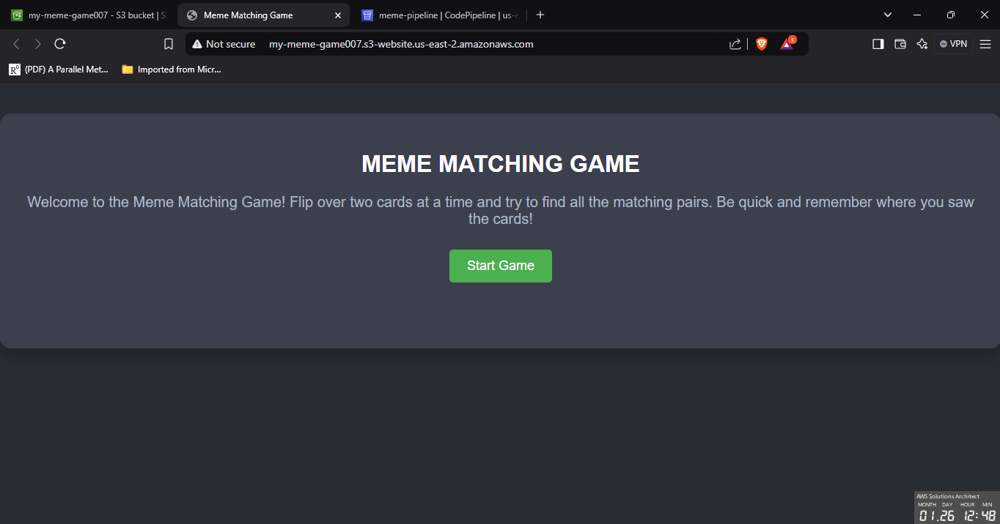 my-meme-game007 - S3 bucket | S3
Meme Matching Game
meme-pipeline | CodePipeline | us-e
Not secure
my-meme-game007.s3-website.us-east-2.amazonaws.com
1
VPN
(PDF) A Parallel Met...
Imported from Micr...
MEME MATCHING GAME
Welcome to the Meme Matching Game! Flip over two cards at a time and try to find all the matching pairs. Be quick and remember where you saw
the cards!
Start Game
AWS Solutions Architect
MONTH DAY HOUR MIN
01.26 12:48